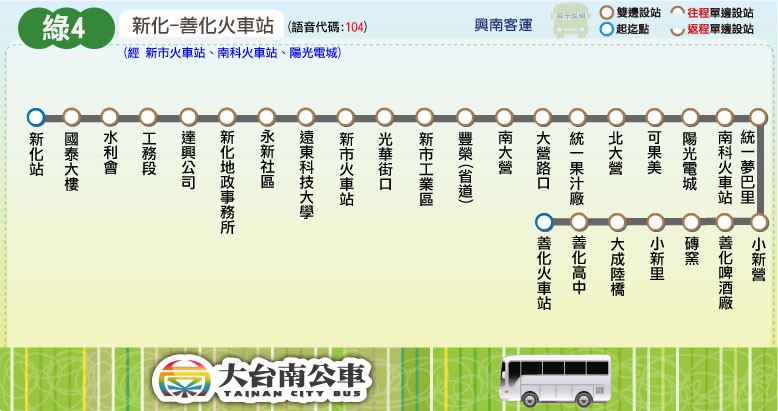 綠4
新化-善化火車站 (語音代碼:104)
(經 新市火車站、南科火車站、陽光電城)
興南客運
顯示說明
雙邊設站
起迄點
往程單邊設站
返程單邊設站
新化站
國泰大樓
水利會
工務段
達興公司
新化地政事務所
永新社區
遠東科技大學
新市火車站
光華街口
新市工業區
豐榮(省道)
南大營
大營路口
統一果汁廠
北大營
可果美
陽光電城
南科火車站
統一夢巴里
小新營
善化啤酒廠
磚窯
小新里
大成陸橋
善化高中
善化火車站
大台南公車
TAINAN CITY BUS